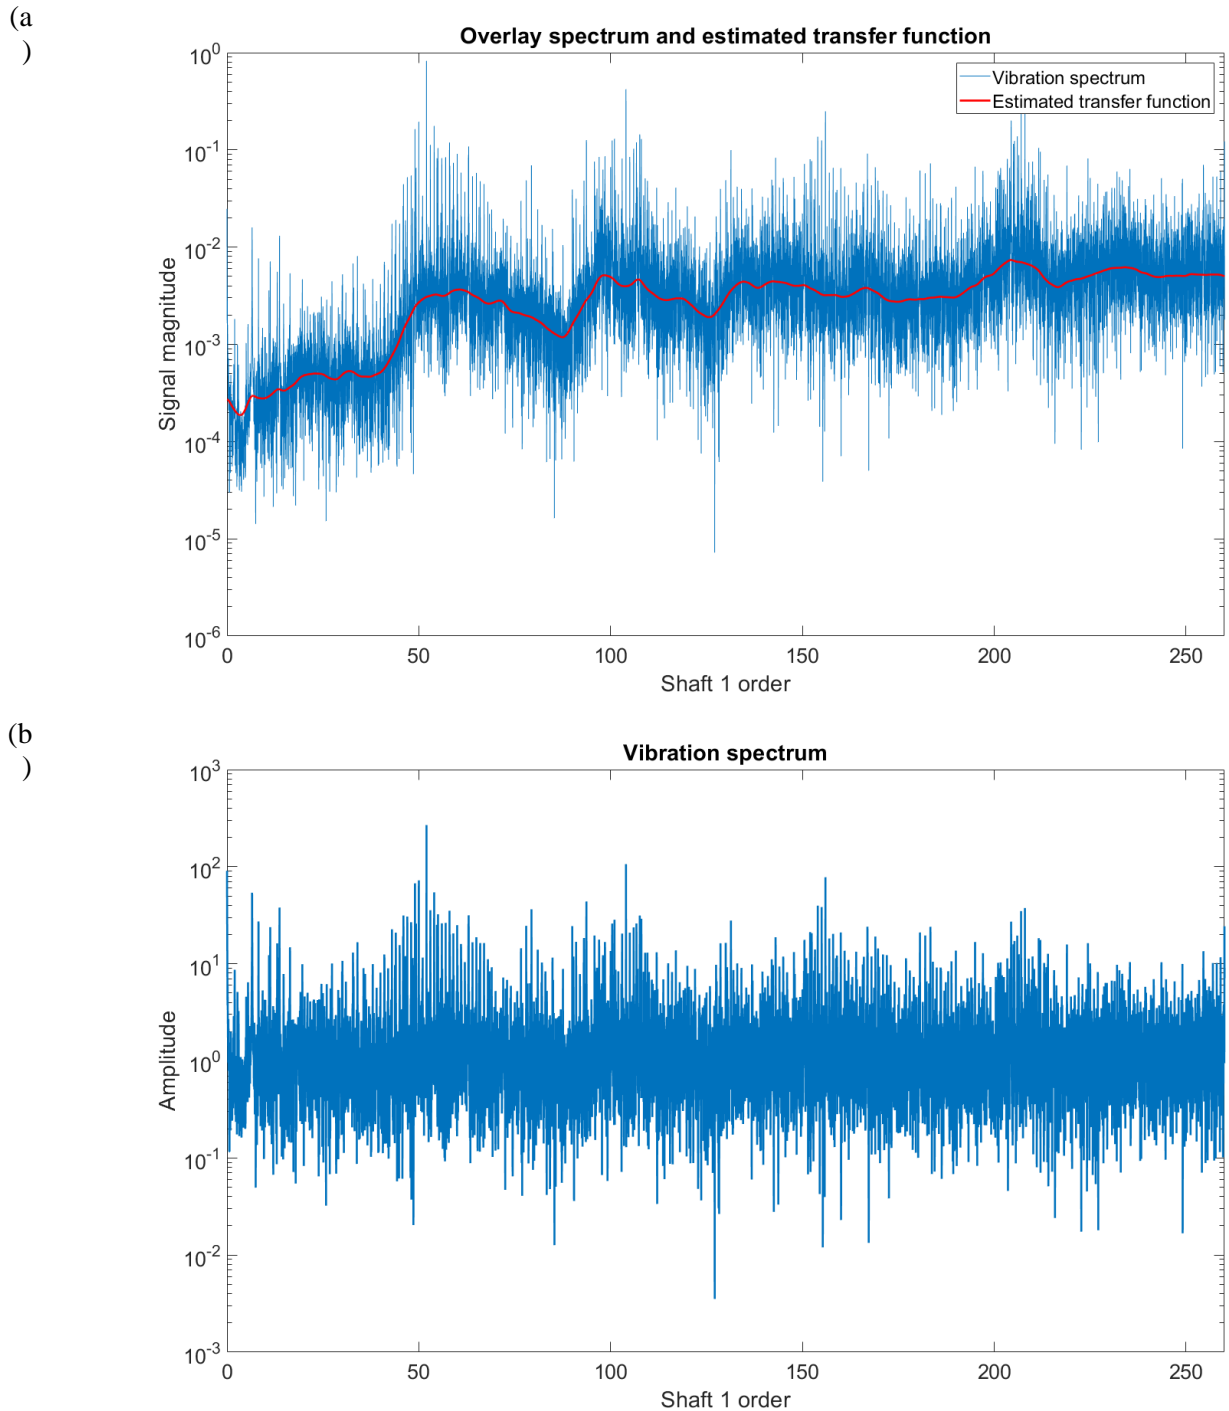 (a
)
Overlay spectrum and estimated transfer function
Vibration spectrum
Estimated transfer function
10^0
10^-1
10^-2
10^-3
10^-4
10^-5
10^-6
Signal magnitude
0 50 100 150 200 250
Shaft 1 order
(b
)
Vibration spectrum
10^3
10^2
10^1
10^0
10^-1
10^-2
10^-3
Amplitude
0 50 100 150 200 250
Shaft 1 order